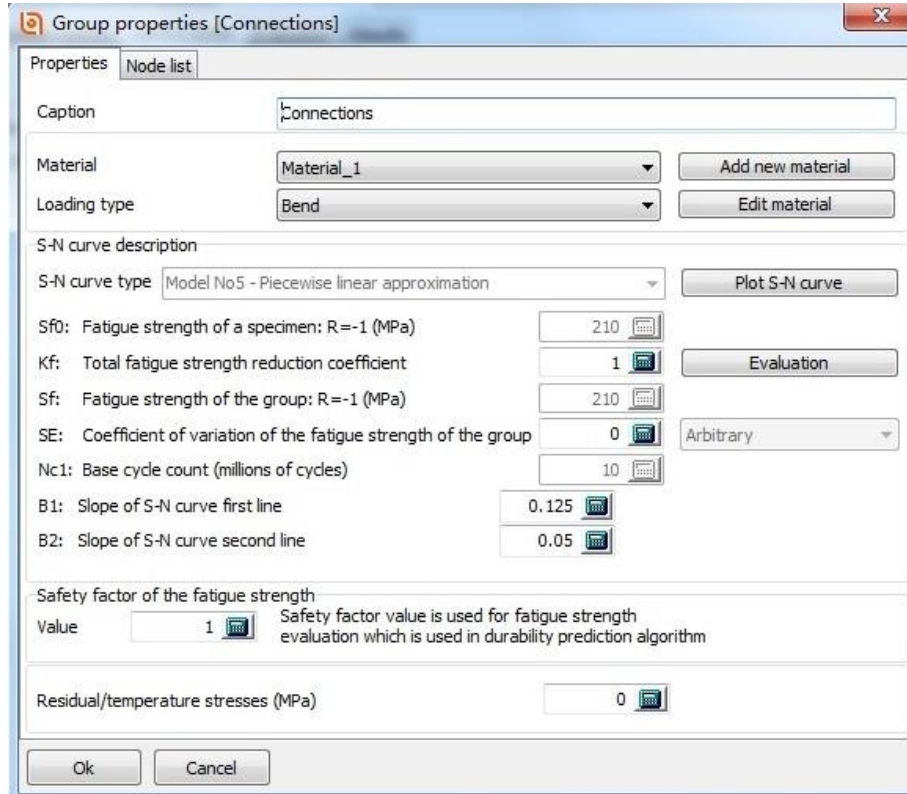 Group properties [Connections]
Properties Node list
Caption Connections
Material Material_1 Add new material
Loading type Bend Edit material
S-N curve description
S-N curve type Model No5 - Piecewise linear approximation Plot S-N curve
Sf0: Fatigue strength of a specimen: R=-1 (MPa) 210
Kf: Total fatigue strength reduction coefficient 1 Evaluation
Sf: Fatigue strength of the group: R=-1 (MPa) 210
SE: Coefficient of variation of the fatigue strength of the group 0 Arbitrary
Nc1: Base cycle count (millions of cycles) 10
B1: Slope of S-N curve first line 0.125
B2: Slope of S-N curve second line 0.05
Safety factor of the fatigue strength
Value 1 Safety factor value is used for fatigue strength
evaluation which is used in durability prediction algorithm
Residual/temperature stresses (MPa) 0
Ok Cancel